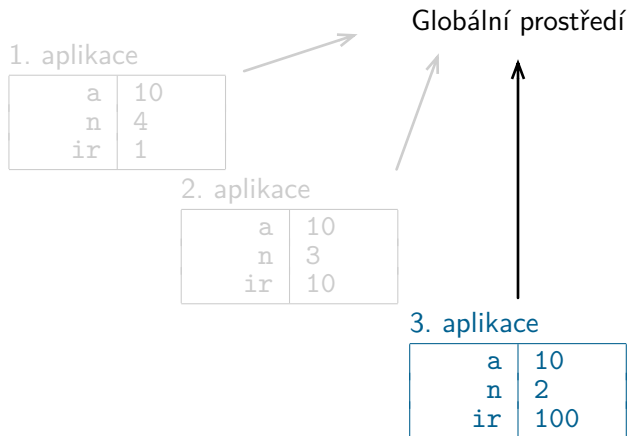 Globální prostředí
1. aplikace
a 10
n 4
ir 1
2. aplikace
a 10
n 3
ir 10
3. aplikace
a 10
n 2
ir 100